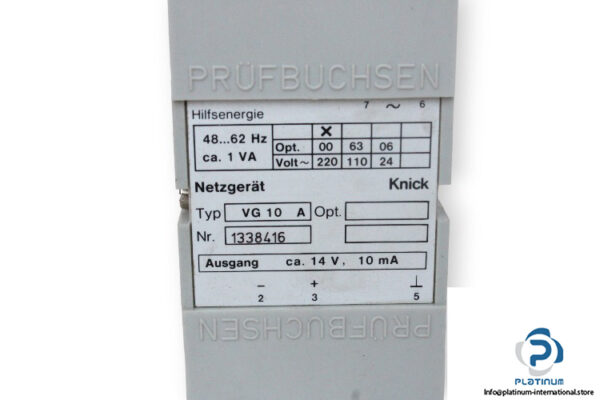 PRÜFBUCHSEN
7 ~ 6
Hilfsenergie
48...62 Hz
ca. 1 VA
X
Opt. 00 63 06
Volt~ 220 110 24
Netzgerät Knick
Typ VG 10 A Opt.
Nr. 1338416
Ausgang ca. 14 V, 10 mA
− + ⊥
2 3 5
PRÜFBUCHSEN
PLATINUM
Info@platinum-international.store